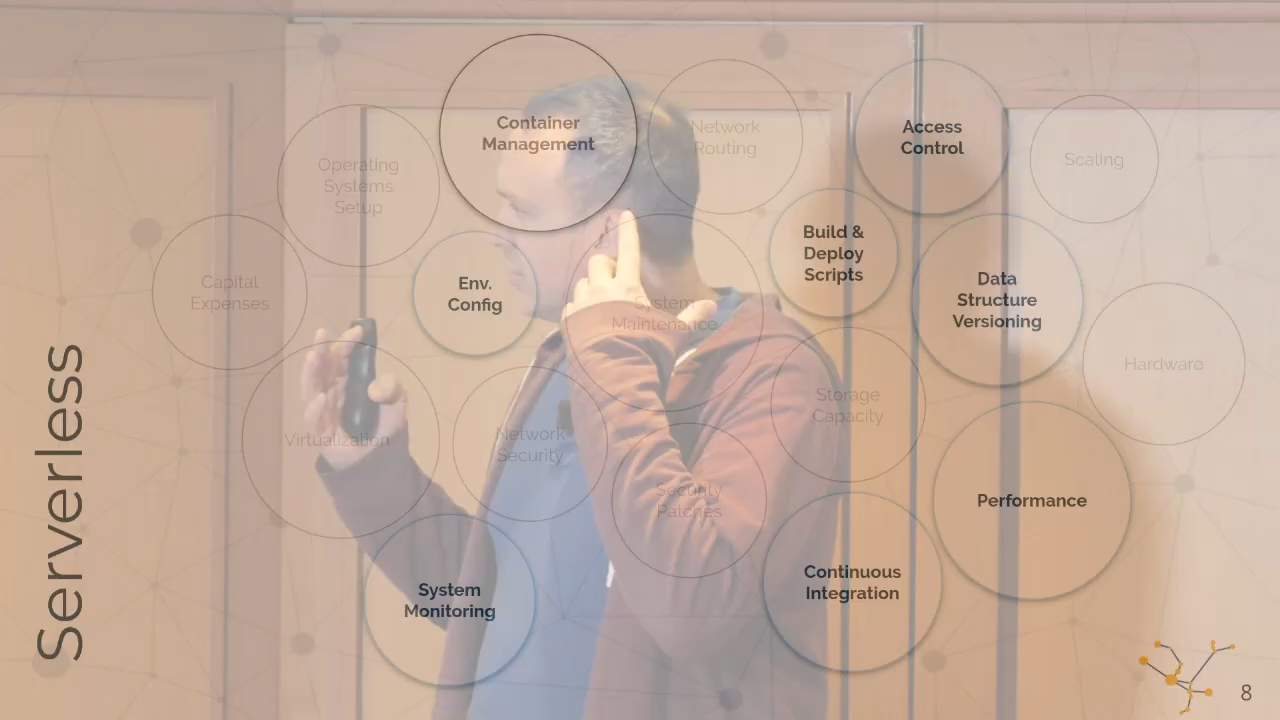 Serverless
Container
Management
Network
Routing
Access
Control
Scaling
Operating
Systems
Setup
Build &
Deploy
Scripts
Capital
Expenses
Env.
Config
System
Maintenance
Data
Structure
Versioning
Hardware
Virtualization
Network
Security
Storage
Capacity
Security
Patches
Performance
System
Monitoring
Continuous
Integration
8